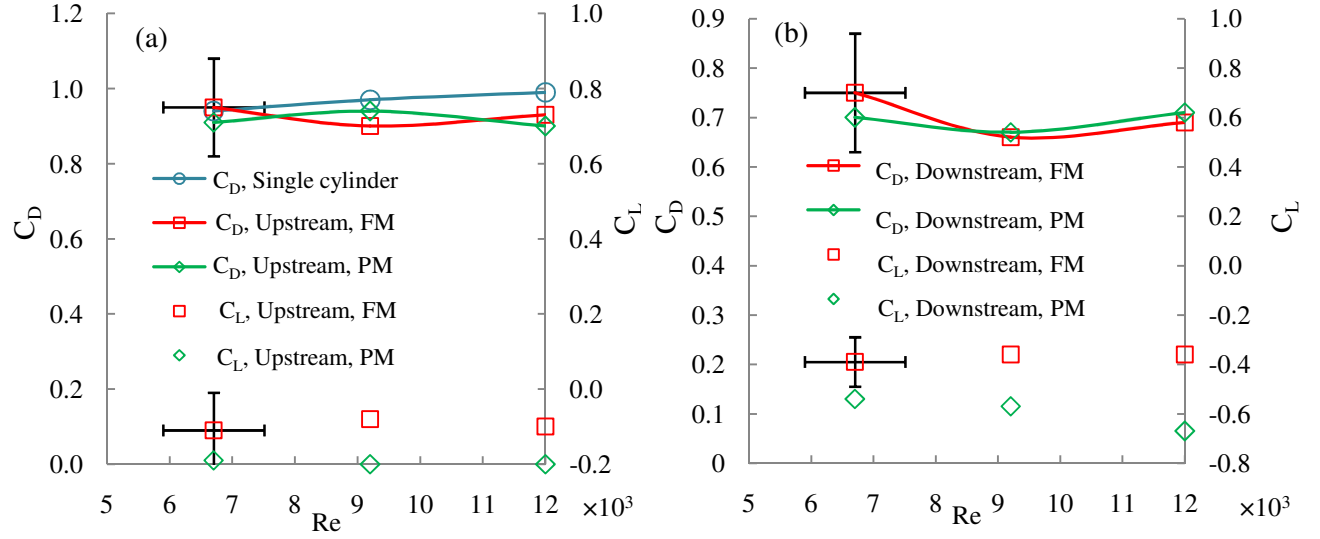 (a)
1.2
1.0
0.8
0.6
0.4
0.2
0.0
C_D
1.0
0.8
0.6
0.4
0.2
0.0
-0.2
C_L
C_D, Single cylinder
C_D, Upstream, FM
C_D, Upstream, PM
C_L, Upstream, FM
C_L, Upstream, PM
5 6 7 8 9 10 11 12 ×10³
Re
(b)
0.9
0.8
0.7
0.6
0.5
0.4
0.3
0.2
0.1
0
C_D
1.0
0.8
0.6
0.4
0.2
0.0
-0.2
-0.4
-0.6
-0.8
C_L
C_D, Downstream, FM
C_D, Downstream, PM
C_L, Downstream, FM
C_L, Downstream, PM
5 6 7 8 9 10 11 12 ×10³
Re